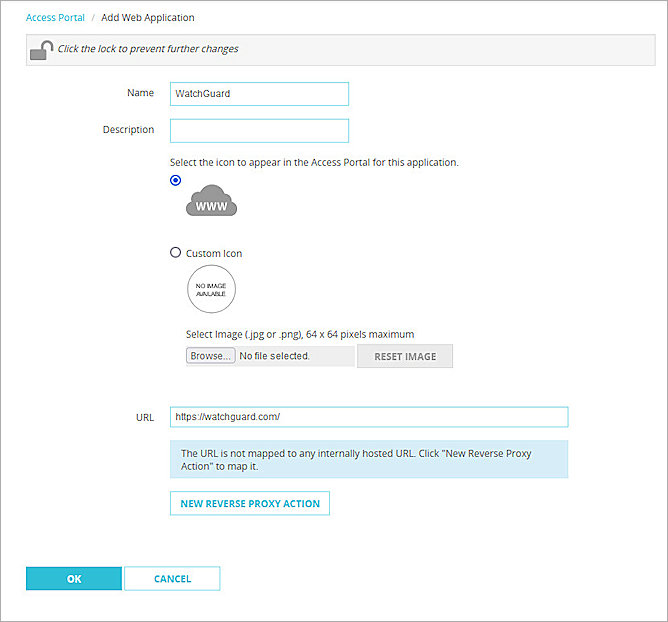 Access Portal / Add Web Application
Click the lock to prevent further changes
Name WatchGuard
Description
Select the icon to appear in the Access Portal for this application.
WWW
Custom Icon
NO IMAGE
AVAILABLE
Select Image (.jpg or .png), 64 x 64 pixels maximum
Browse... No file selected. RESET IMAGE
URL https://watchguard.com/
The URL is not mapped to any internally hosted URL. Click "New Reverse Proxy
Action" to map it.
NEW REVERSE PROXY ACTION
OK CANCEL